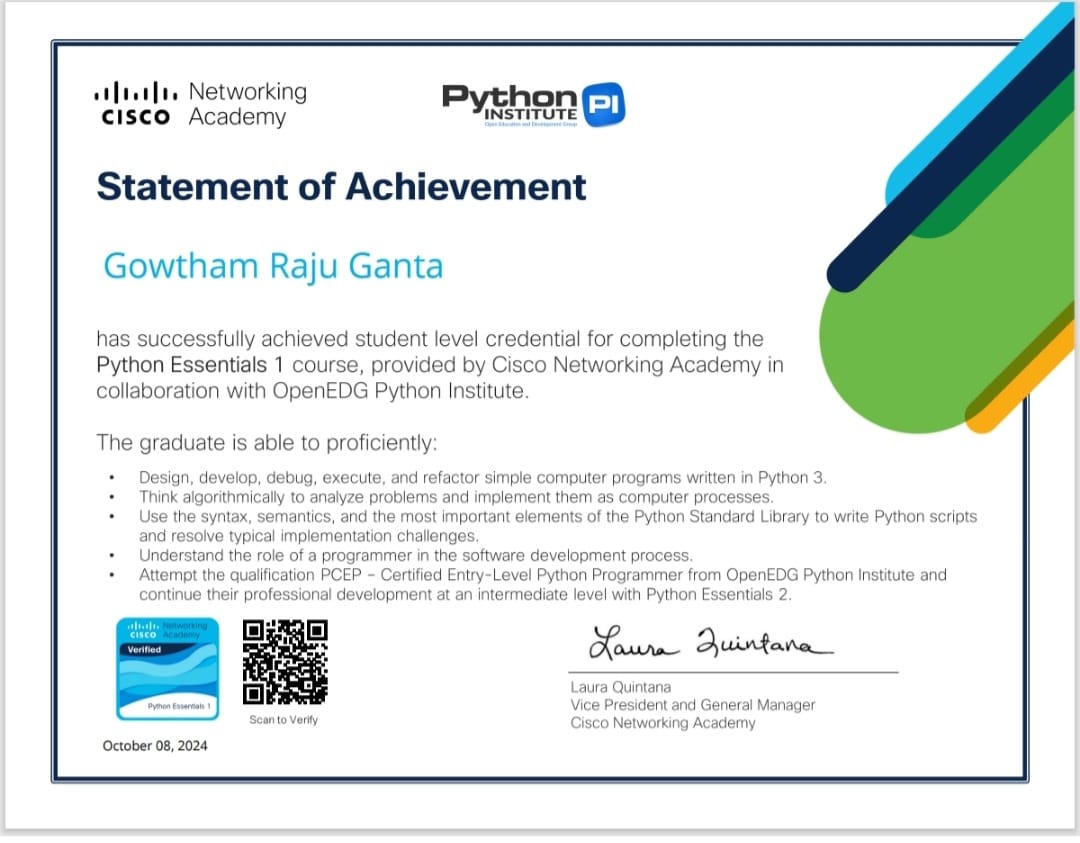 CISCO Networking Academy
Python INSTITUTE PI
Open Education and Development Group
Statement of Achievement
Gowtham Raju Ganta
has successfully achieved student level credential for completing the
Python Essentials 1 course, provided by Cisco Networking Academy in
collaboration with OpenEDG Python Institute.
The graduate is able to proficiently:
• Design, develop, debug, execute, and refactor simple computer programs written in Python 3.
• Think algorithmically to analyze problems and implement them as computer processes.
• Use the syntax, semantics, and the most important elements of the Python Standard Library to write Python scripts
and resolve typical implementation challenges.
• Understand the role of a programmer in the software development process.
• Attempt the qualification PCEP – Certified Entry-Level Python Programmer from OpenEDG Python Institute and
continue their professional development at an intermediate level with Python Essentials 2.
CISCO Networking Academy
Verified
Python Essentials 1
Scan to Verify
October 08, 2024
Laura Quintana
Laura Quintana
Vice President and General Manager
Cisco Networking Academy